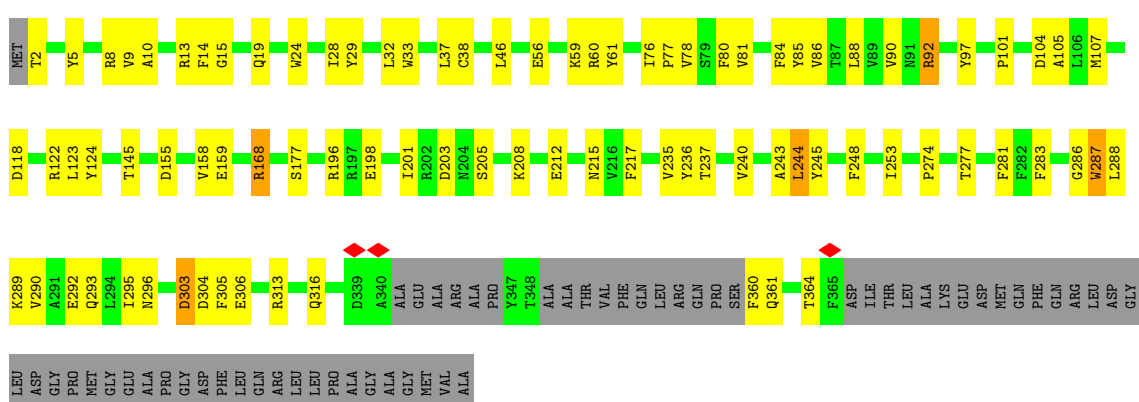 MET T2 Y5 R8 V9 A10 R13 F14 G15 Q19 W24 I28 Y29 L32 W33 L37 C38 L46 E56 K59 R60 Y61 I76 P77 V78 S79 F80 V81 F84 Y85 V86 T87 L88 V89 V90 N91 R92 Y97 P101 D104 A105 L106 M107
D118 R122 L123 Y124 T145 D155 V158 E159 R168 S177 R196 R197 E198 I201 R202 D203 N204 S205 K208 E212 N215 V216 F217 V235 Y236 T237 V240 A243 L244 Y245 F248 I253 P274 T277 F281 F282 F283 G286 W287 L288
K289 V290 A291 E292 Q293 L294 I295 N296 D303 D304 F305 E306 R313 Q316 D339 A340 ALA GLU ALA ARG ALA PRO Y347 T348 ALA ALA THR VAL PHE GLN LEU ARG GLN PRO SER F360 Q361 T364 F365 ASP ILE THR LEU ALA LYS GLU ASP MET GLN PHE GLN ARG LEU ASP GLY
LEU ASP GLY PRO MET GLY GLU ALA PRO GLY ASP PHE LEU GLN ARG LEU LEU PRO ALA GLY ALA GLY MET VAL ALA